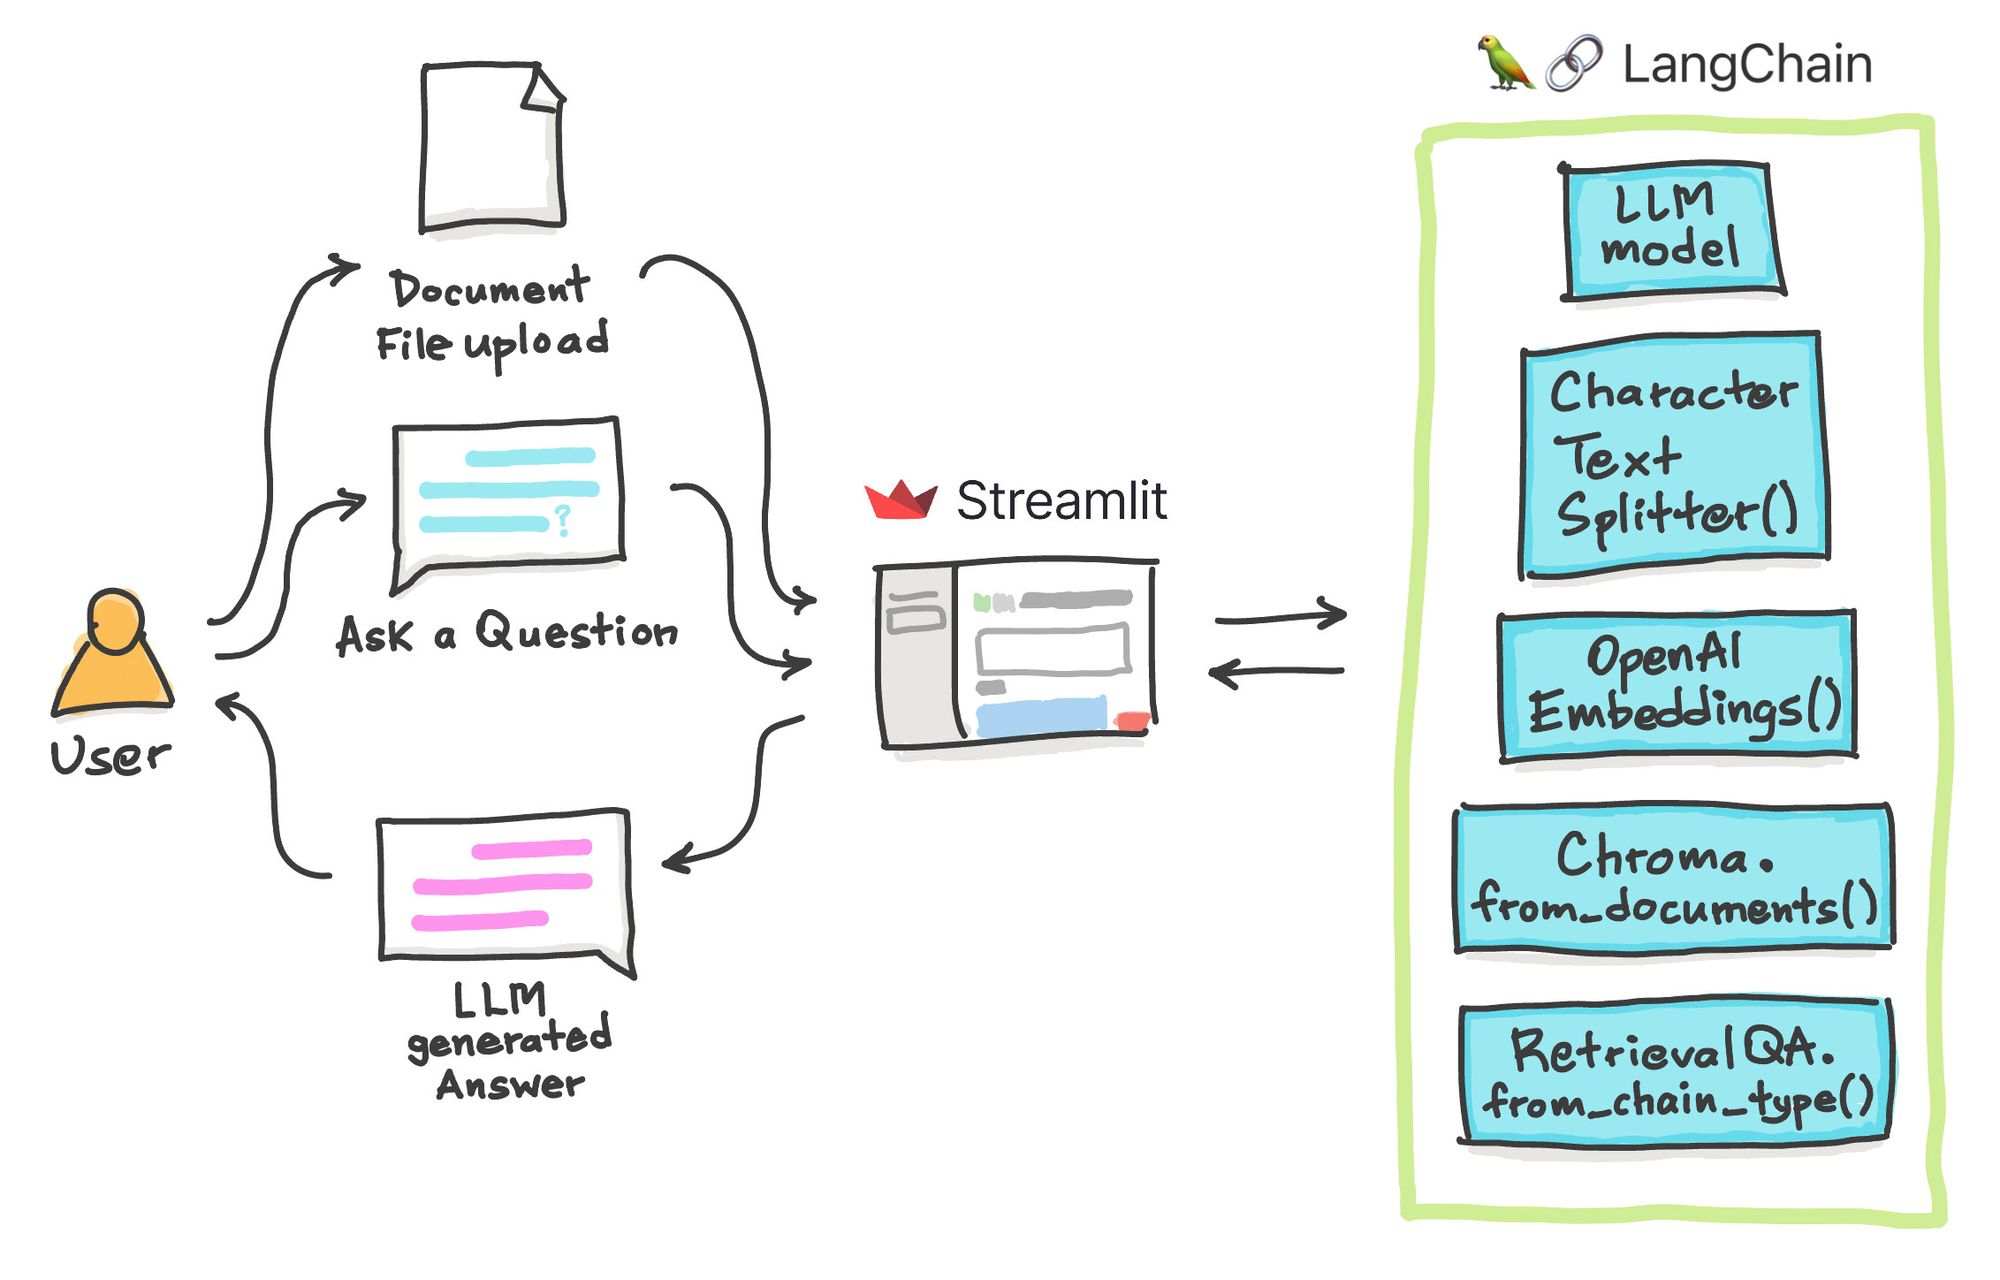 Document
File upload
?
Ask a Question
User
LLM
generated
Answer
Streamlit
LangChain
LLM
model
Character
Text
Splitter()
OpenAI
Embeddings()
Chroma.
from_documents()
RetrievalQA.
from_chain_type()